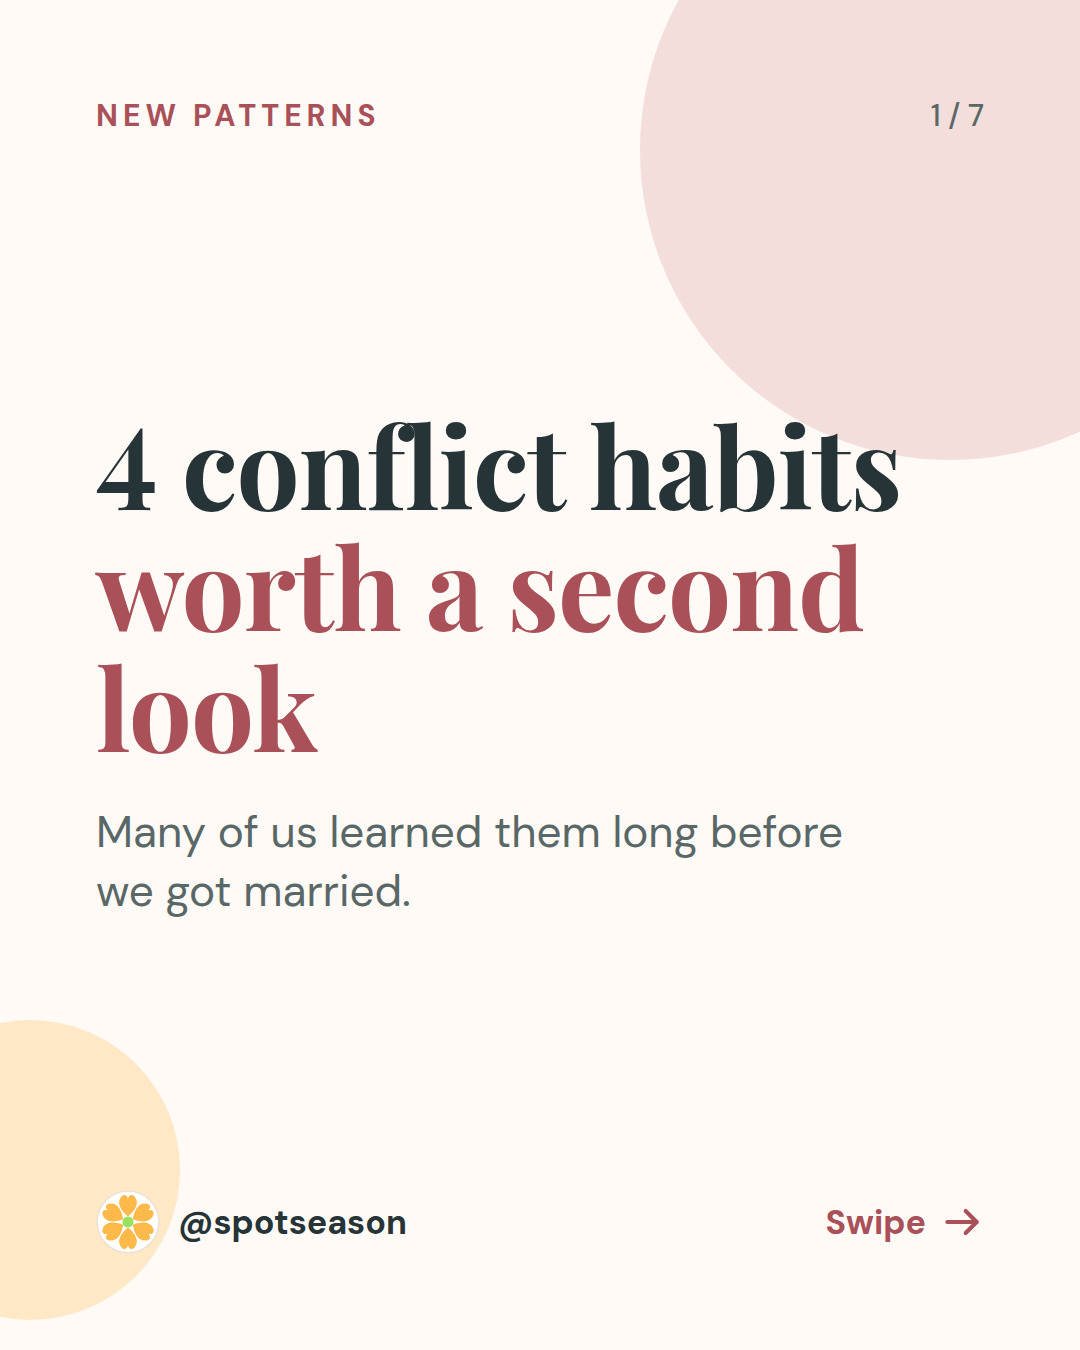 NEW PATTERNS
1 / 7
4 conflict habits
worth a second
look
Many of us learned them long before
we got married.
@spotseason
Swipe →